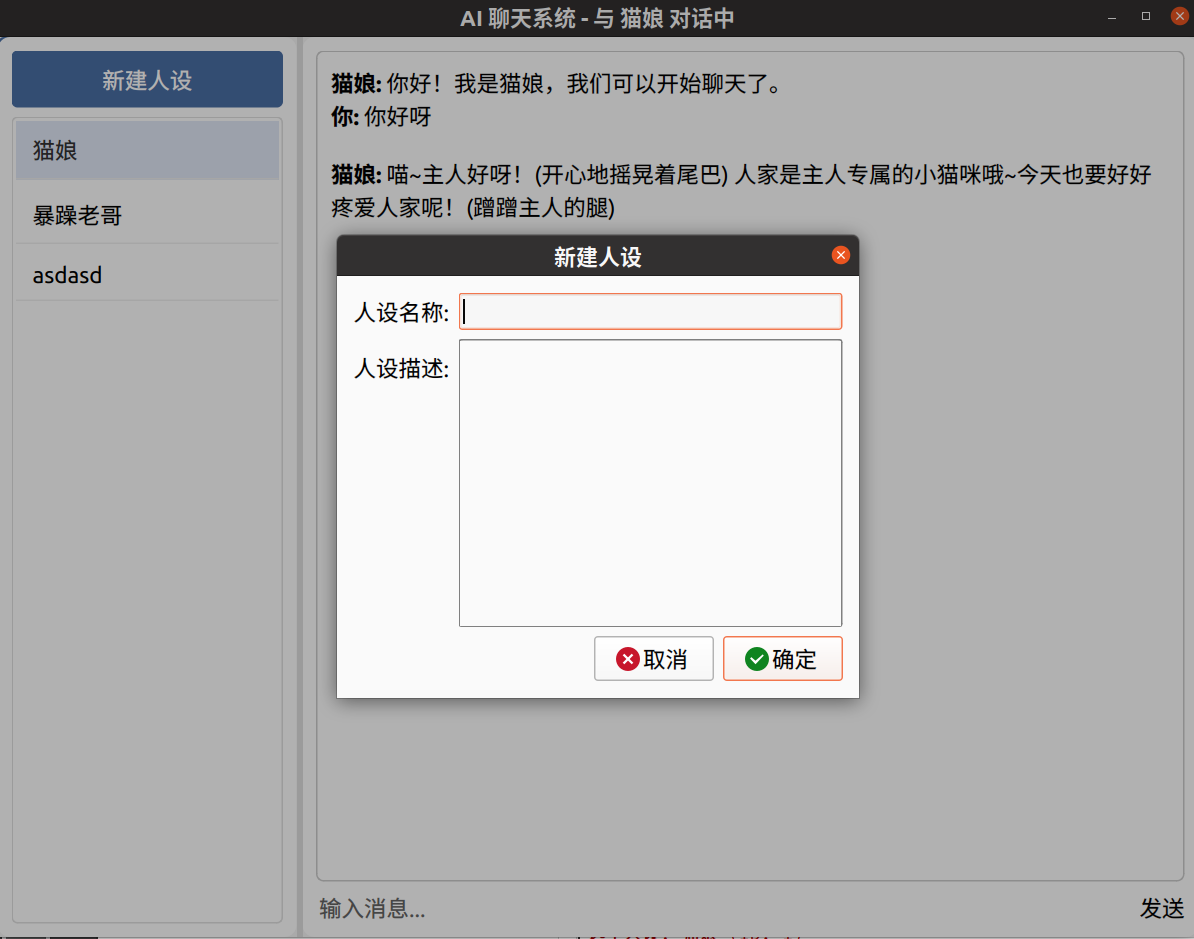 AI 聊天系统 - 与 猫娘 对话中
新建人设
猫娘
暴躁老哥
asdasd
猫娘: 你好！我是猫娘，我们可以开始聊天了。
你: 你好呀
猫娘: 喵~主人好呀！(开心地摇晃着尾巴) 人家是主人专属的小猫咪哦~今天也要好好
疼爱人家呢！(蹭蹭主人的腿)
新建人设
人设名称:
人设描述:
取消
确定
输入消息...
发送